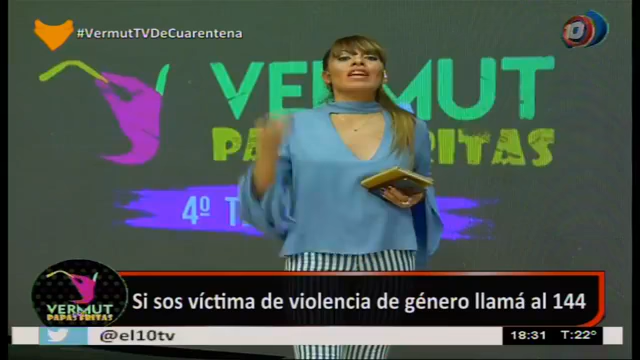 #VermutTVDeCuarentena
10
VERMUT
PAPAS FRITAS
4º T
Si sos víctima de violencia de género llamá al 144
VERMUT
PAPAS FRITAS
@el10tv
18:31 T:22°